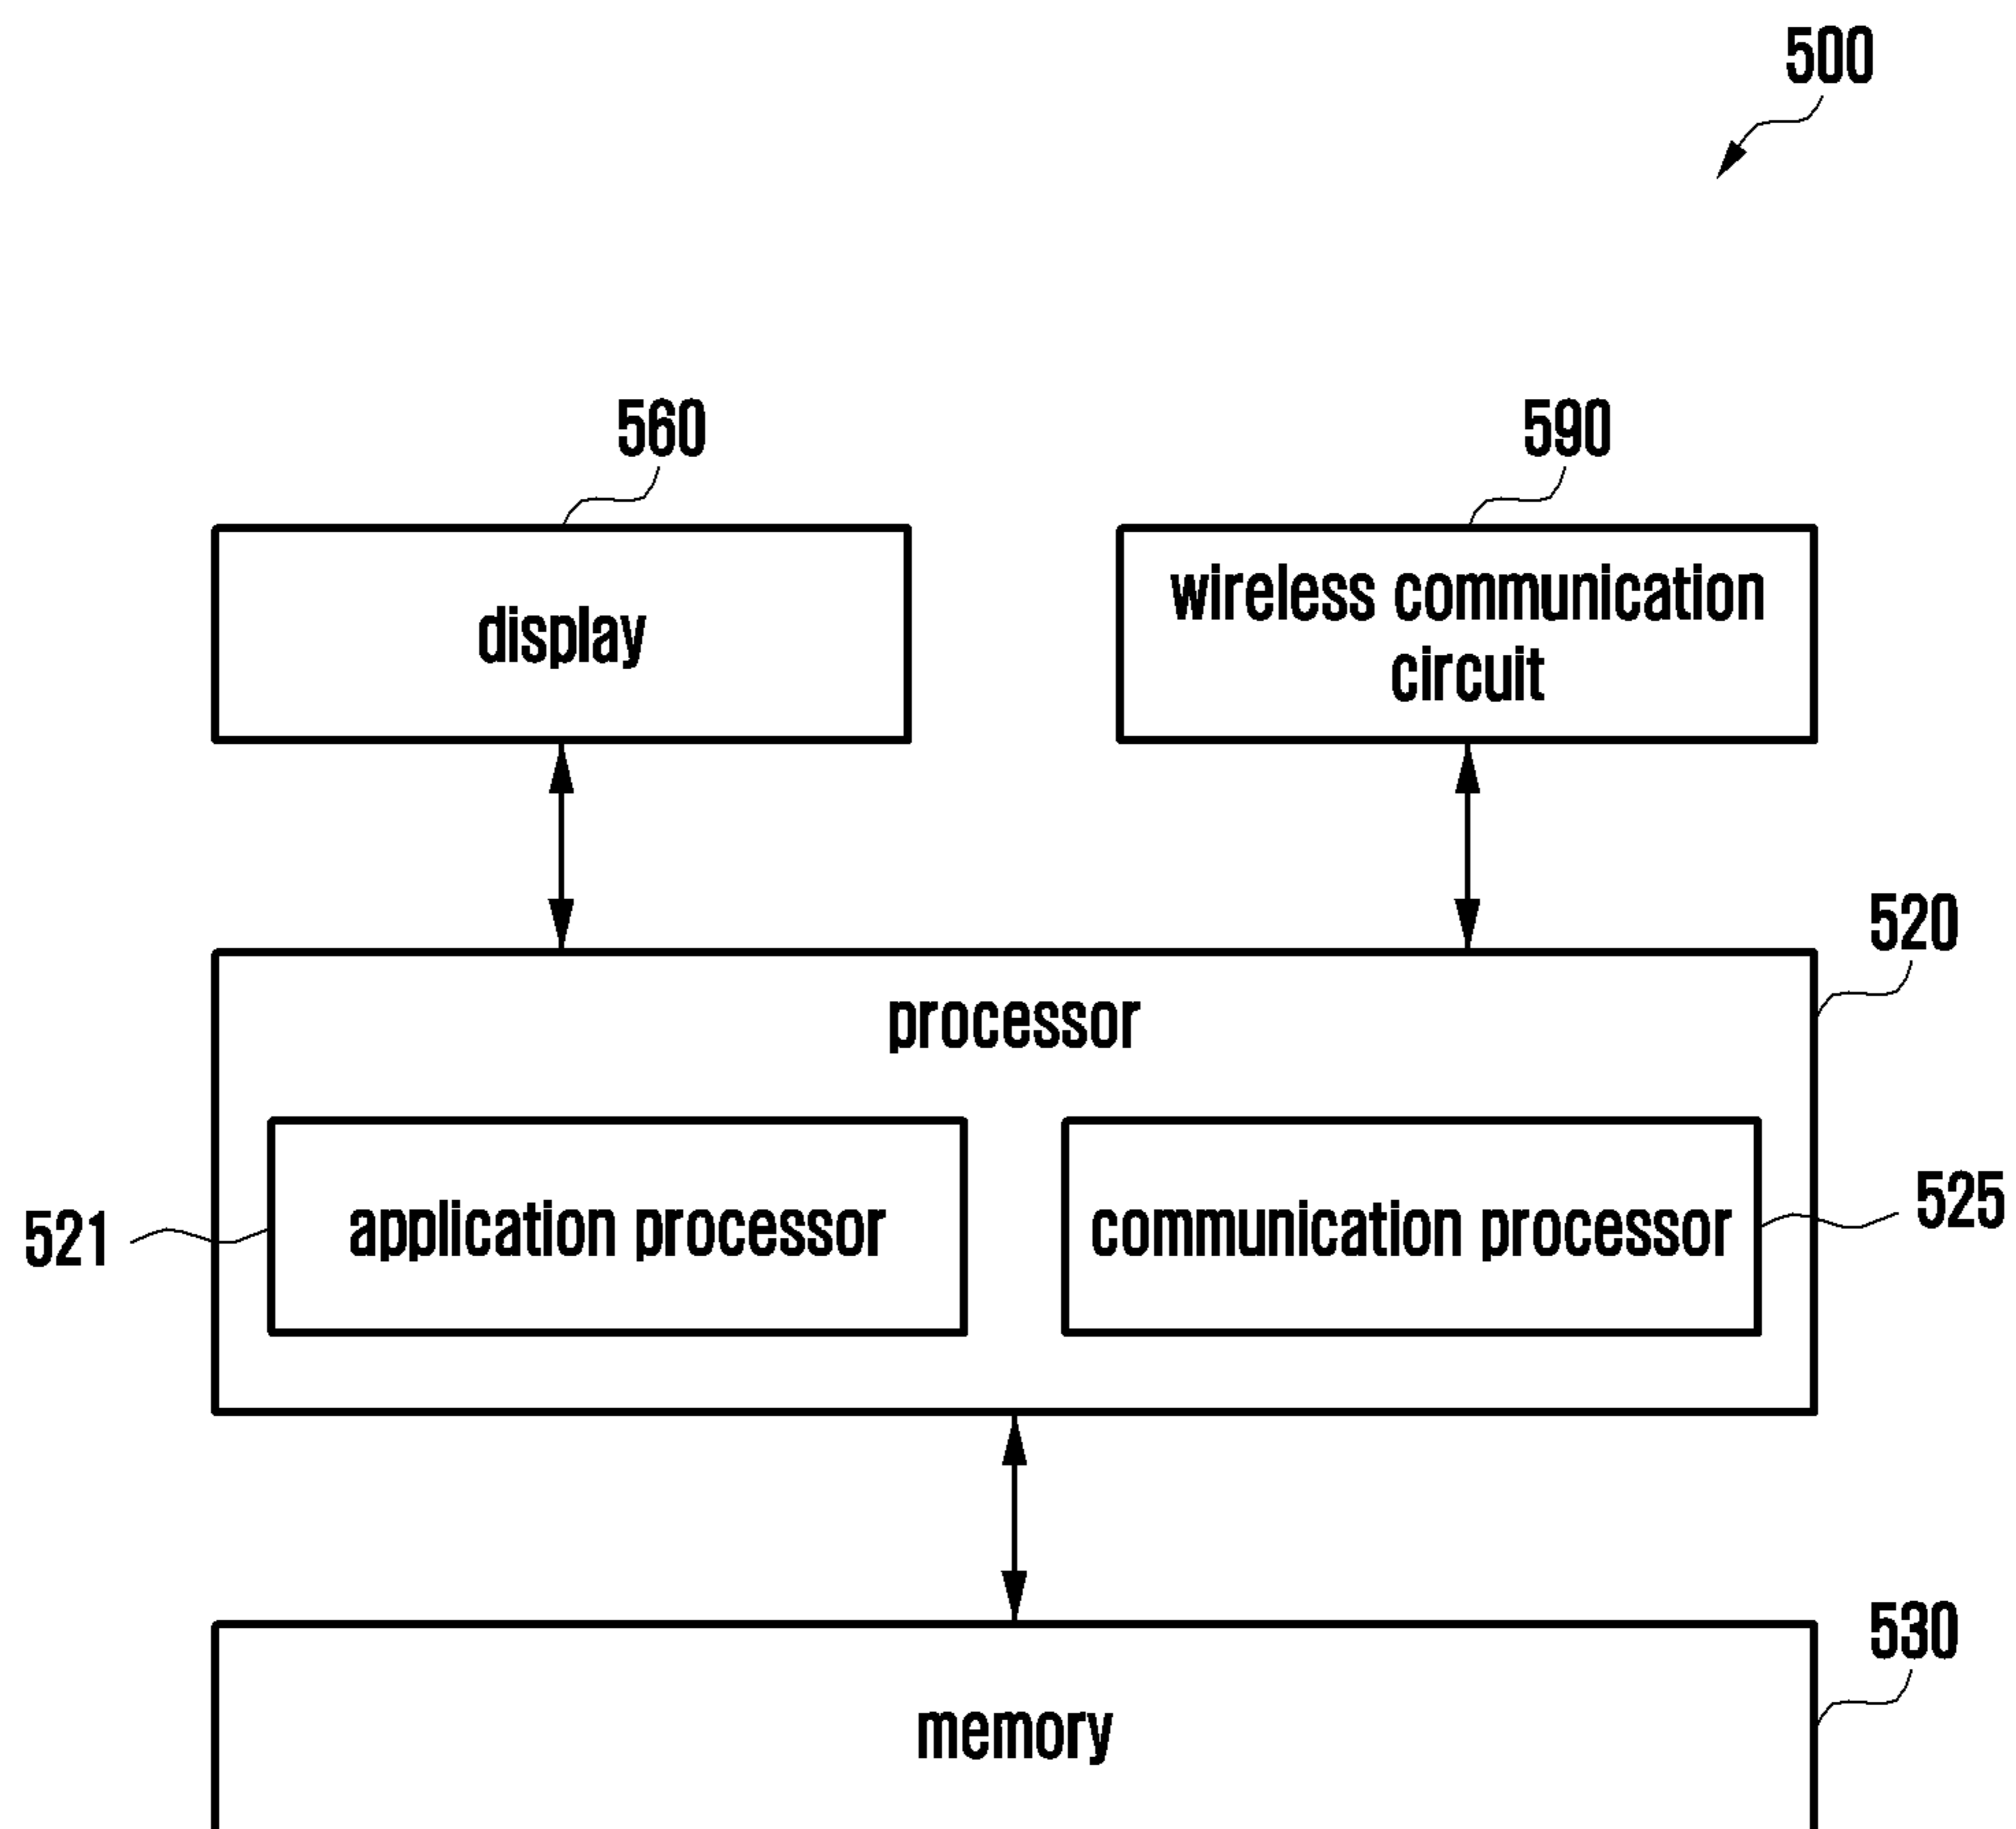 500
560
590
display
wireless communication
circuit
520
processor
521
application processor
communication processor
525
530
memory